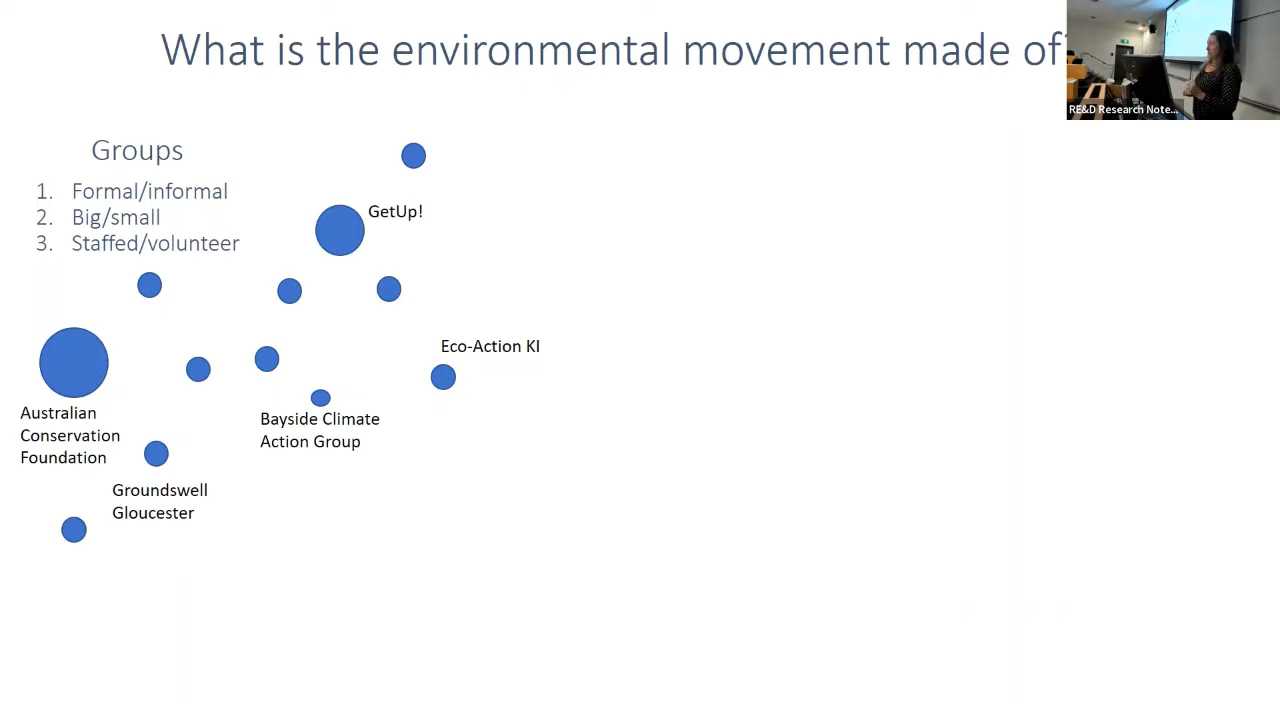 What is the environmental movement made of
RE&D Research Note...
Groups
1. Formal/informal
2. Big/small
3. Staffed/volunteer
GetUp!
Eco-Action KI
Australian
Conservation
Foundation
Bayside Climate
Action Group
Groundswell
Gloucester